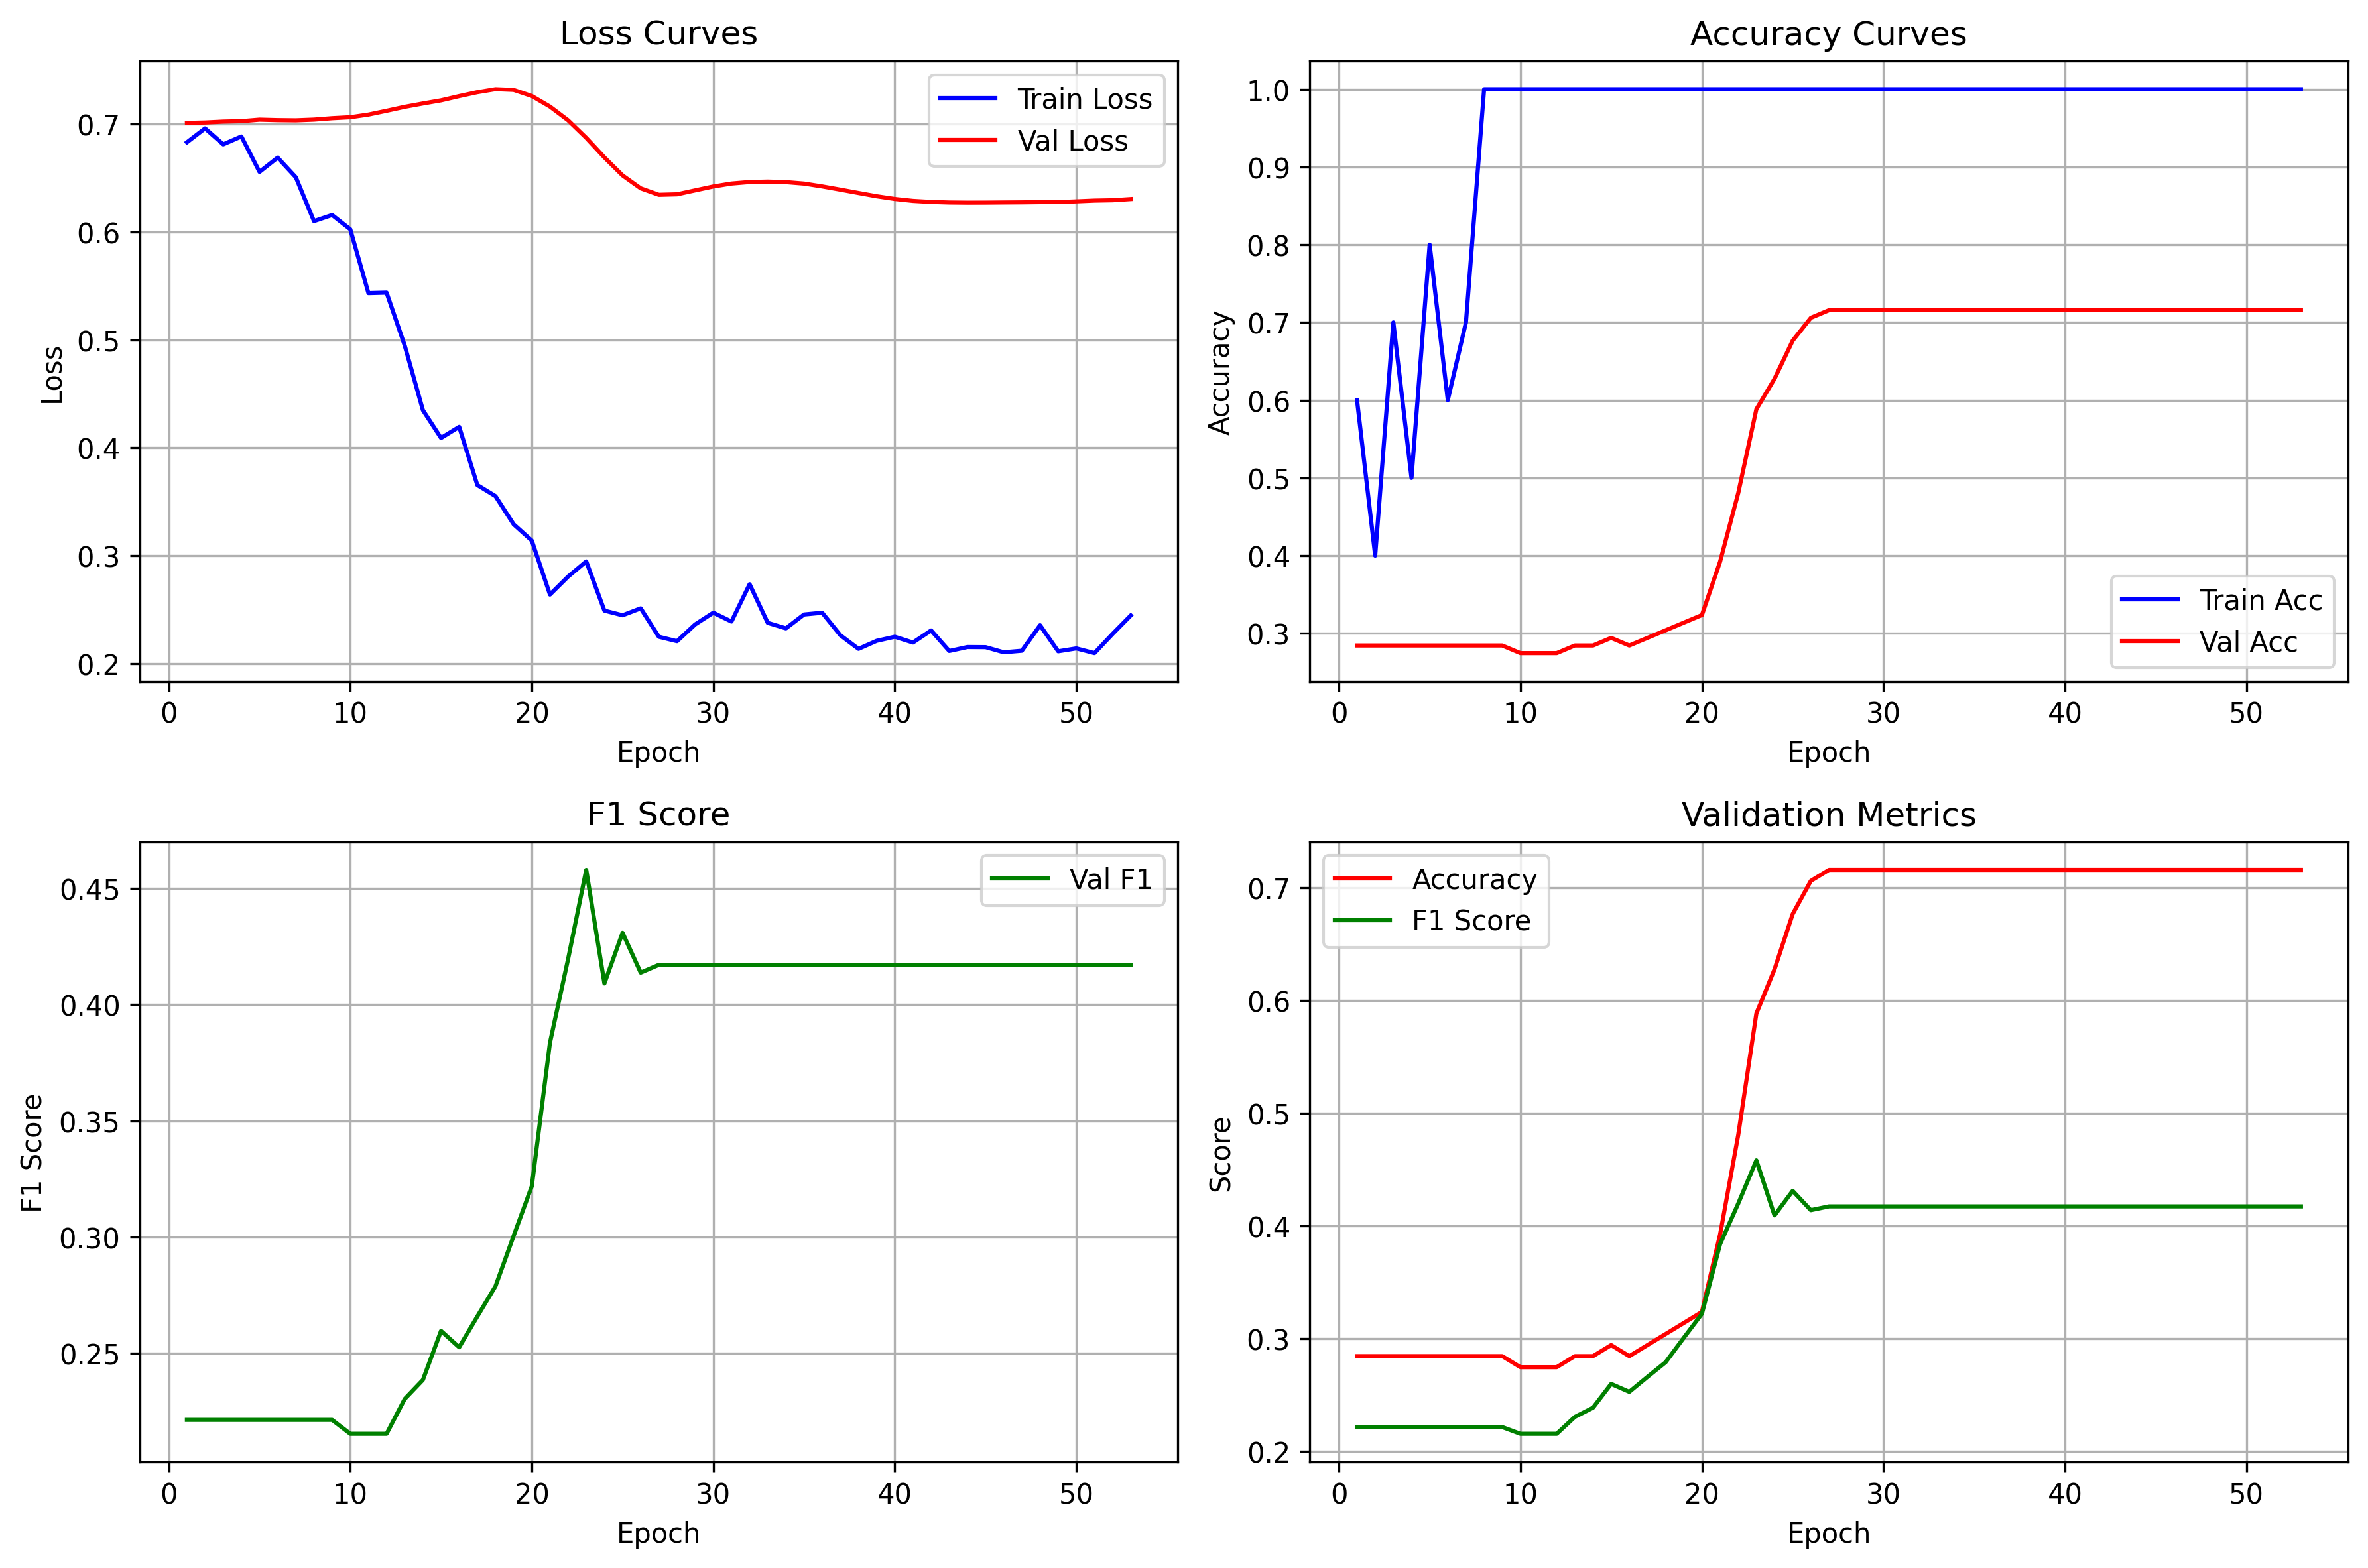 Loss Curves
0.7
0.6
0.5
0.4
0.3
0.2
Loss
Train Loss
Val Loss
0 10 20 30 40 50
Epoch
Accuracy Curves
1.0
0.9
0.8
0.7
0.6
0.5
0.4
0.3
Accuracy
Train Acc
Val Acc
0 10 20 30 40 50
Epoch
F1 Score
0.45
0.40
0.35
0.30
0.25
F1 Score
Val F1
0 10 20 30 40 50
Epoch
Validation Metrics
0.7
0.6
0.5
0.4
0.3
0.2
Score
Accuracy
F1 Score
0 10 20 30 40 50
Epoch